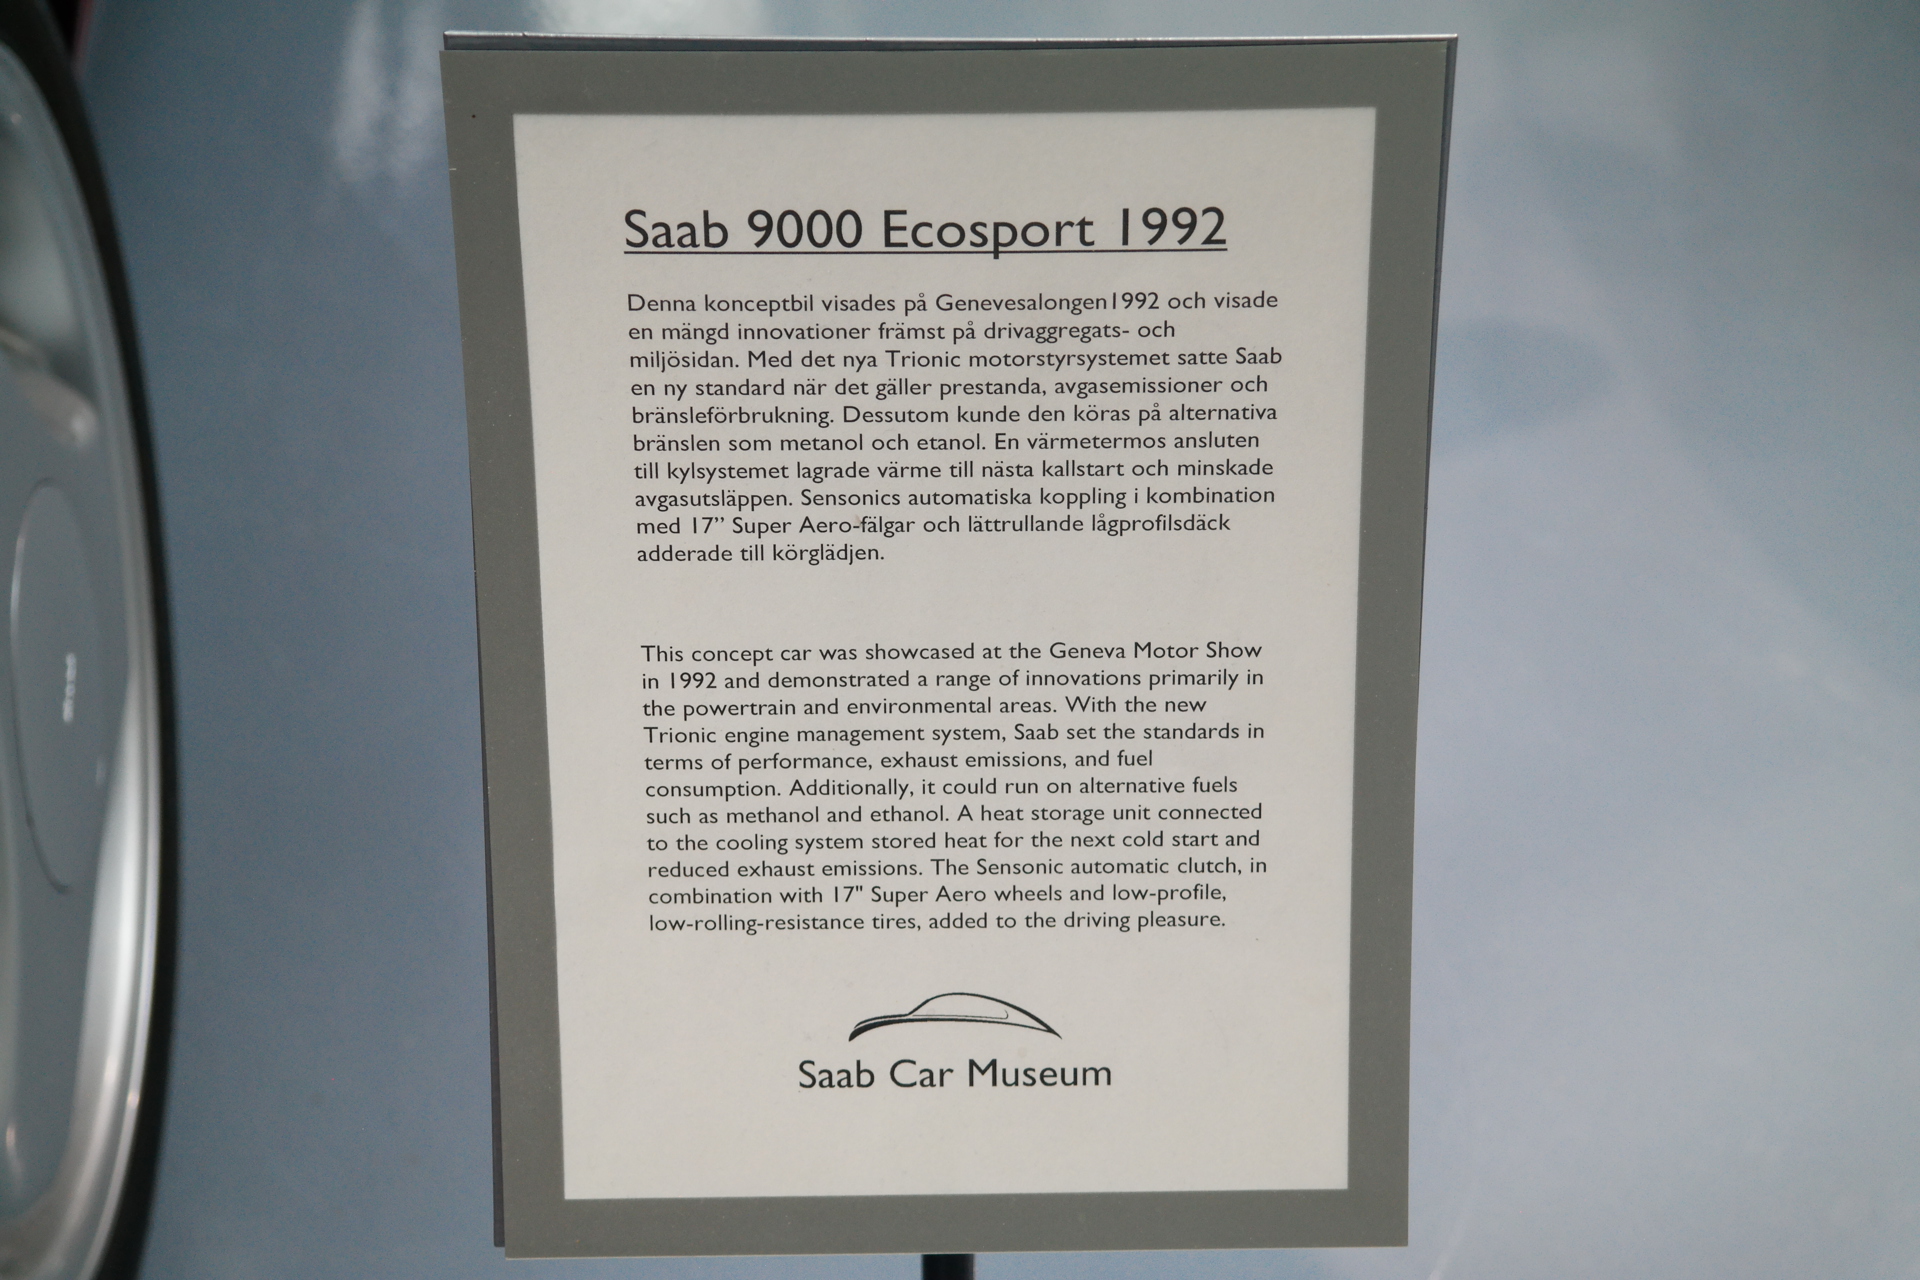 Saab 9000 Ecosport 1992
Denna konceptbil visades på Genevesalongen1992 och visade
en mängd innovationer främst på drivaggregats- och
miljösidan. Med det nya Trionic motorstyrsystemet satte Saab
en ny standard när det gäller prestanda, avgasemissioner och
bränsleförbrukning. Dessutom kunde den köras på alternativa
bränslen som metanol och etanol. En värmetermos ansluten
till kylsystemet lagrade värme till nästa kallstart och minskade
avgasutsläppen. Sensonics automatiska koppling i kombination
med 17” Super Aero-fälgar och lättrullande lågprofilsdäck
adderade till körglädjen.
This concept car was showcased at the Geneva Motor Show
in 1992 and demonstrated a range of innovations primarily in
the powertrain and environmental areas. With the new
Trionic engine management system, Saab set the standards in
terms of performance, exhaust emissions, and fuel
consumption. Additionally, it could run on alternative fuels
such as methanol and ethanol. A heat storage unit connected
to the cooling system stored heat for the next cold start and
reduced exhaust emissions. The Sensonic automatic clutch, in
combination with 17" Super Aero wheels and low-profile,
low-rolling-resistance tires, added to the driving pleasure.
Saab Car Museum